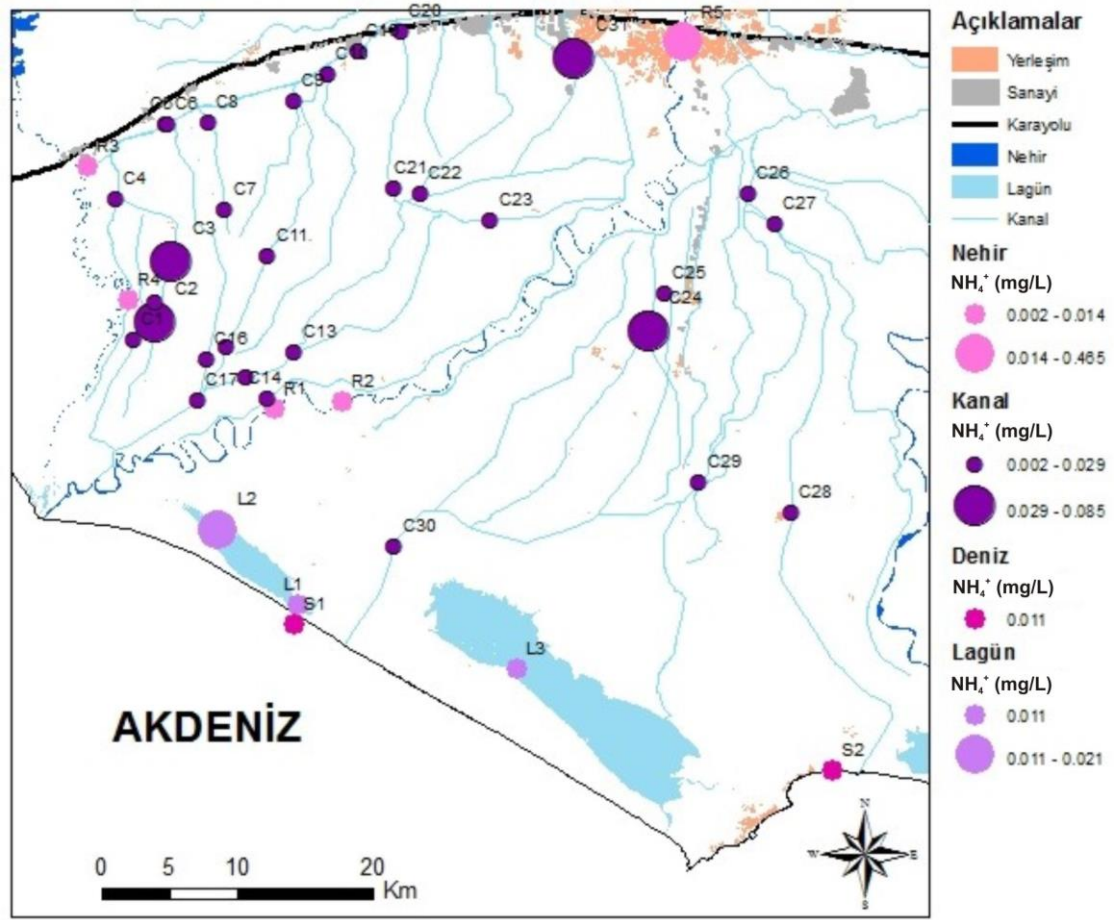 C20
R5
C19
C31
C10
C9
C5
C6
C8
R3
C4
C21
C22
C26
C7
C23
C27
C3
C11
R4
C2
C25
C24
C1
C16
C13
C17
C14
R1
R2
C29
C28
L2
C30
L1
S1
L3
AKDENİZ
S2
N
W
E
S
0
5
10
20
Km
Açıklamalar
Yerleşim
Sanayi
Karayolu
Nehir
Lagün
Kanal
Nehir
NH₄⁺ (mg/L)
0.002 - 0.014
0.014 - 0.465
Kanal
NH₄⁺ (mg/L)
0.002 - 0.029
0.029 - 0.085
Deniz
NH₄⁺ (mg/L)
0.011
Lagün
NH₄⁺ (mg/L)
0.011
0.011 - 0.021